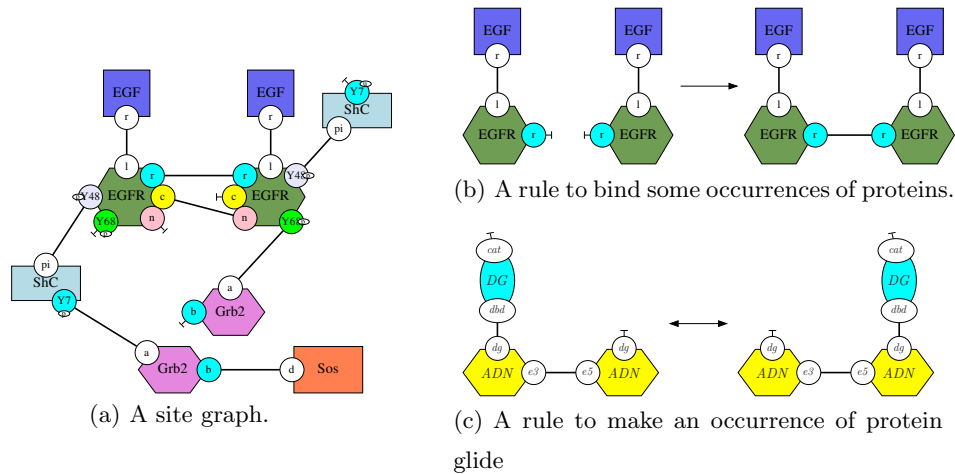 EGF
EGF
r
r
Y7
p
ShC
pi
l
l
r
r
Y48
p
Y48
p
EGFR
c
c
EGFR
Y68
p
n
n
Y68
p
pi
ShC
Y7
p
a
b
Grb2
a
Grb2
b
d
Sos
(a) A site graph.
EGF
EGF
EGF
EGF
r
r
r
r
l
l
l
l
EGFR
r
r
EGFR
EGFR
r
r
EGFR
(b) A rule to bind some occurrences of proteins.
cat
cat
DG
DG
dbd
dbd
dg
dg
dg
dg
ADN
e3
e5
ADN
ADN
e3
e5
ADN
(c) A rule to make an occurrence of protein
glide